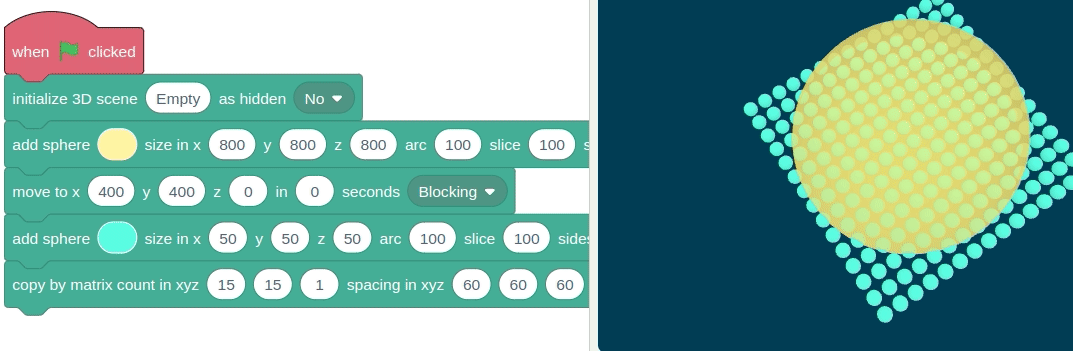 when clicked
initialize 3D scene Empty as hidden No
add sphere size in x 800 y 800 z 800 arc 100 slice 100 s
move to x 400 y 400 z 0 in 0 seconds Blocking
add sphere size in x 50 y 50 z 50 arc 100 slice 100 sides
copy by matrix count in xyz 15 15 1 spacing in xyz 60 60 60